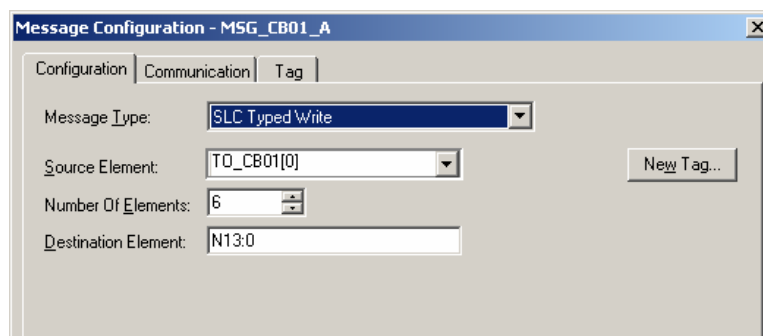 Message Configuration - MSG_CB01_A
Configuration Communication Tag
Message Type: SLC Typed Write
Source Element: TO_CB01[0] New Tag...
Number Of Elements: 6
Destination Element: N13:0